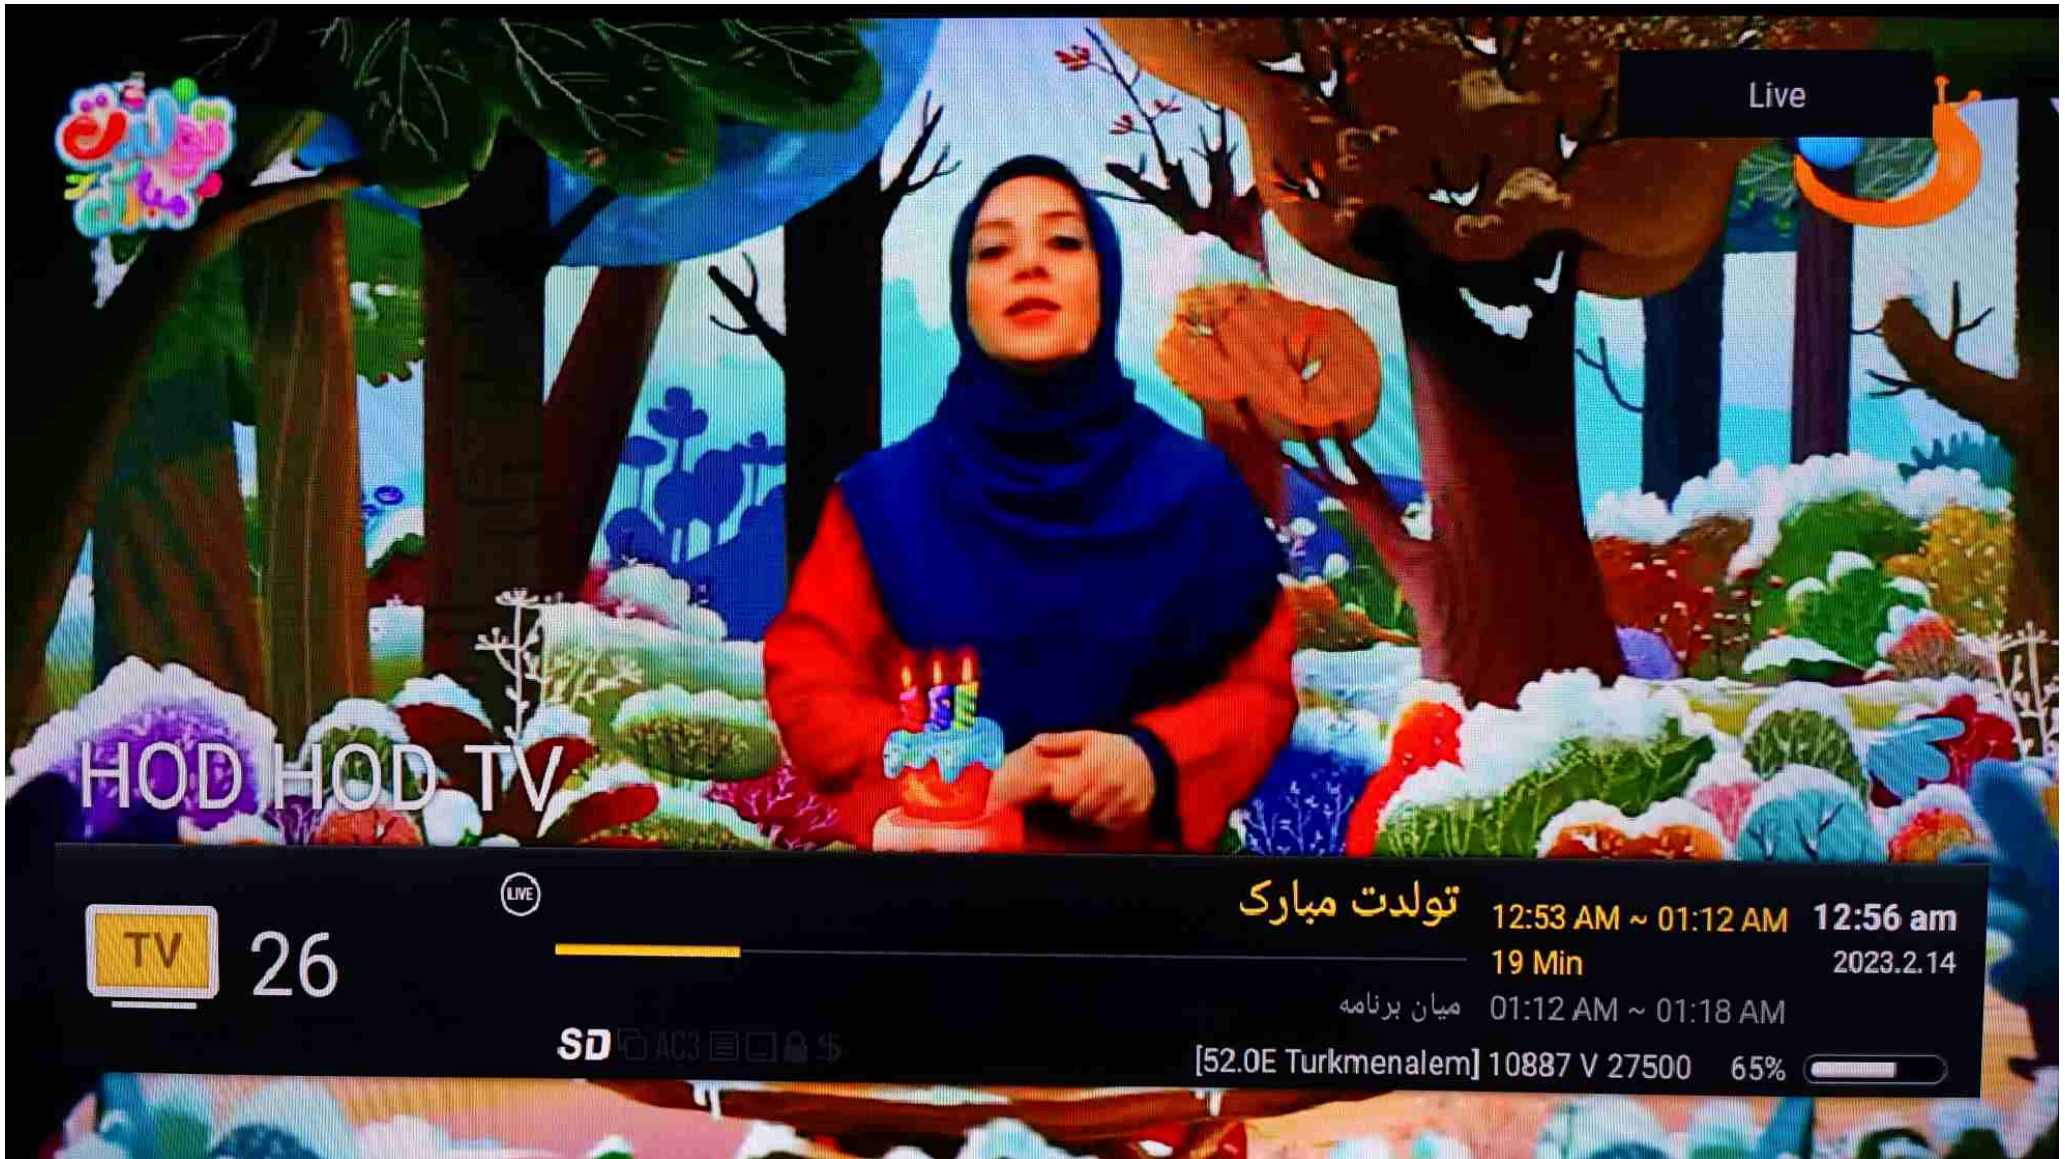 Live
HOD HOD TV
LIVE
TV
26
تولدت مبارک
12:53 AM ~ 01:12 AM
12:56 am
19 Min
2023.2.14
میان برنامه
01:12 AM ~ 01:18 AM
SD AC3 $
[52.0E Turkmenalem] 10887 V 27500 65%